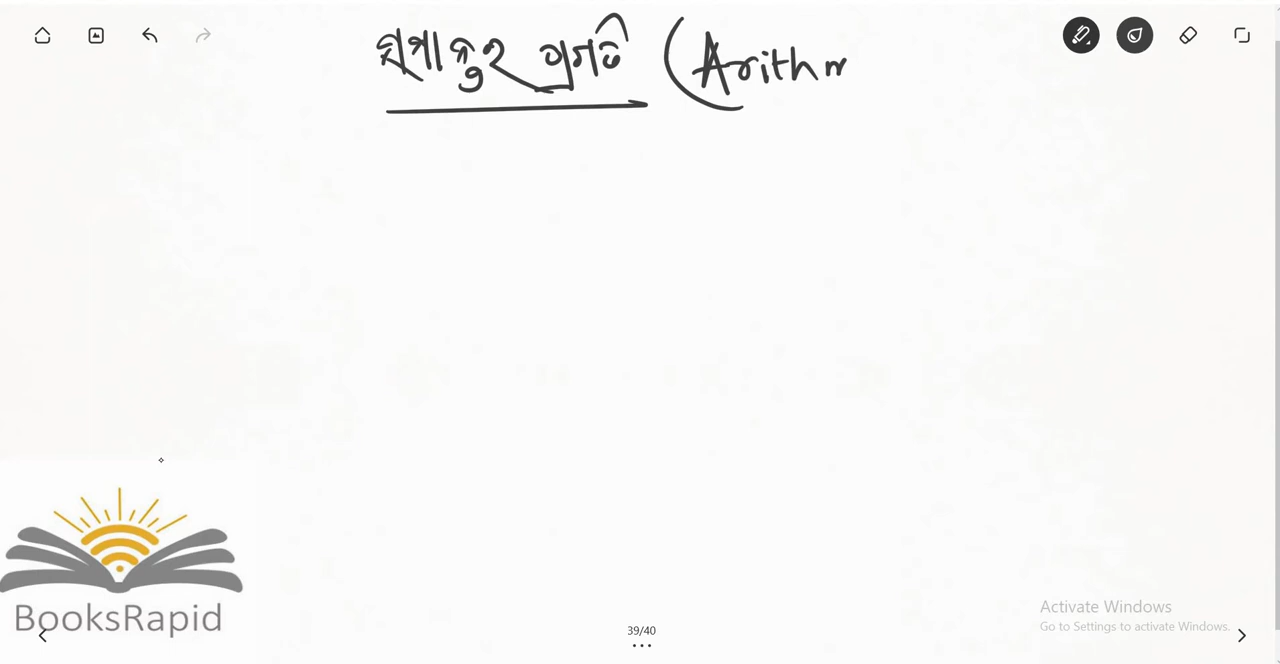 ସମାନ୍ତର ପ୍ରଗତି (Arithm
BooksRapid
Activate Windows
Go to Settings to activate Windows.
39/40